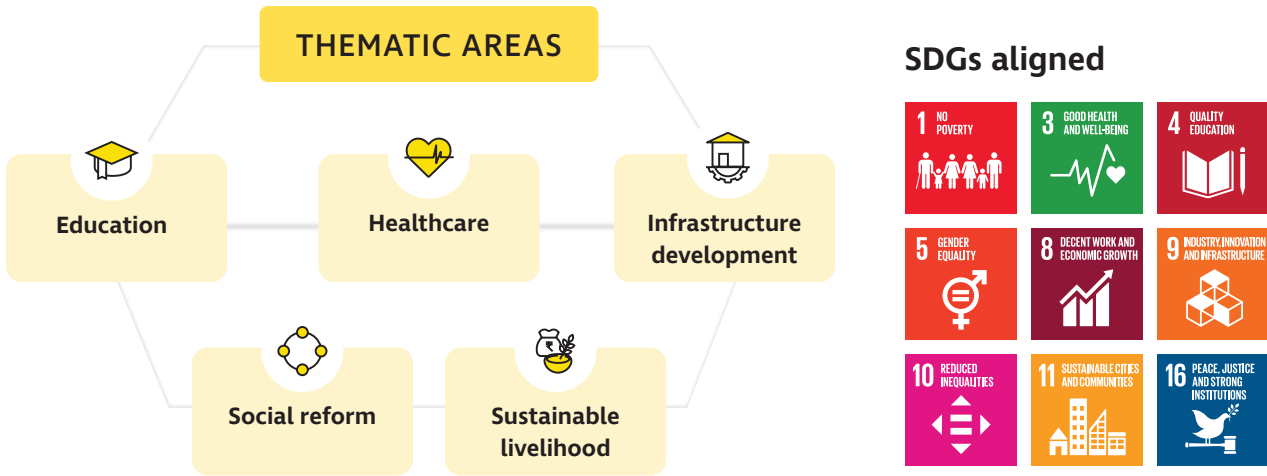 THEMATIC AREAS
Education
Healthcare
Infrastructure
development
Social reform
₹
Sustainable
livelihood
SDGs aligned
1 NO
POVERTY
3 GOOD HEALTH
AND WELL-BEING
4 QUALITY
EDUCATION
5 GENDER
EQUALITY
8 DECENT WORK AND
ECONOMIC GROWTH
9 INDUSTRY, INNOVATION
AND INFRASTRUCTURE
10 REDUCED
INEQUALITIES
11 SUSTAINABLE CITIES
AND COMMUNITIES
16 PEACE, JUSTICE
AND STRONG
INSTITUTIONS